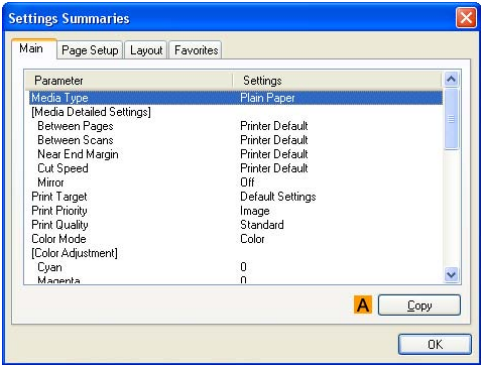 Settings Summaries
Main Page Setup Layout Favorites
Parameter Settings
Media Type Plain Paper
[Media Detailed Settings]
Between Pages Printer Default
Between Scans Printer Default
Near End Margin Printer Default
Cut Speed Printer Default
Mirror Off
Print Target Default Settings
Print Priority Image
Print Quality Standard
Color Mode Color
[Color Adjustment]
Cyan 0
Magenta 0
A Copy
OK